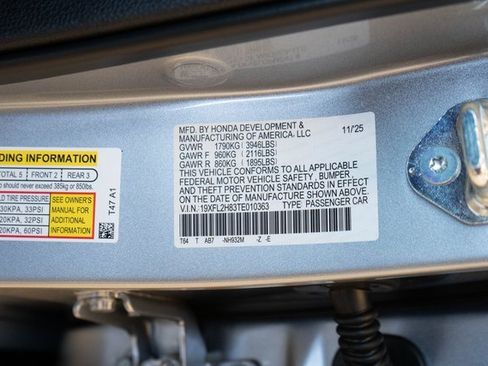 DING INFORMATION
TOTAL 5 FRONT 2 REAR 3
should never exceed 385kg or 850lbs.
TIRE PRESSURE
30KPA, 33PSI
20KPA, 32PSI
20KPA, 60PSI
SEE OWNER'S
MANUAL FOR
ADDITIONAL
INFORMATION
T47 A1
MFD. BY HONDA DEVELOPMENT & 11/25
MANUFACTURING OF AMERICA, LLC
GVWR 1790KG (3946LBS)
GAWR F 960KG (2116LBS)
GAWR R 860KG (1895LBS)
THIS VEHICLE CONFORMS TO ALL APPLICABLE
FEDERAL MOTOR VEHICLE SAFETY, BUMPER,
AND THEFT PREVENTION STANDARDS IN EFFECT
ON THE DATE OF MANUFACTURE SHOWN ABOVE.
V.I.N. 19XFL2H83TE010363 TYPE PASSENGER CAR
T64 T AB7 -NH932M -Z -E